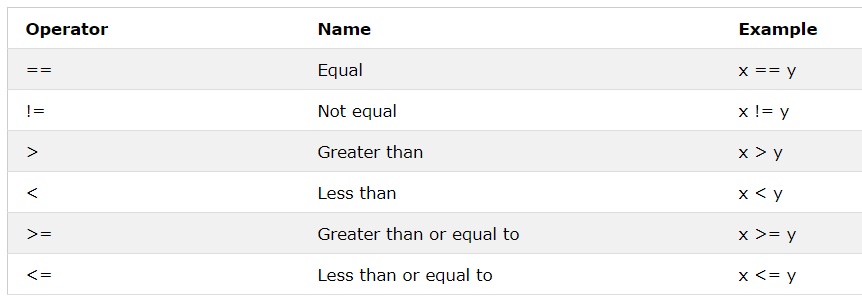 Operator Name Example
== Equal x == y
!= Not equal x != y
> Greater than x > y
< Less than x < y
>= Greater than or equal to x >= y
<= Less than or equal to x <= y